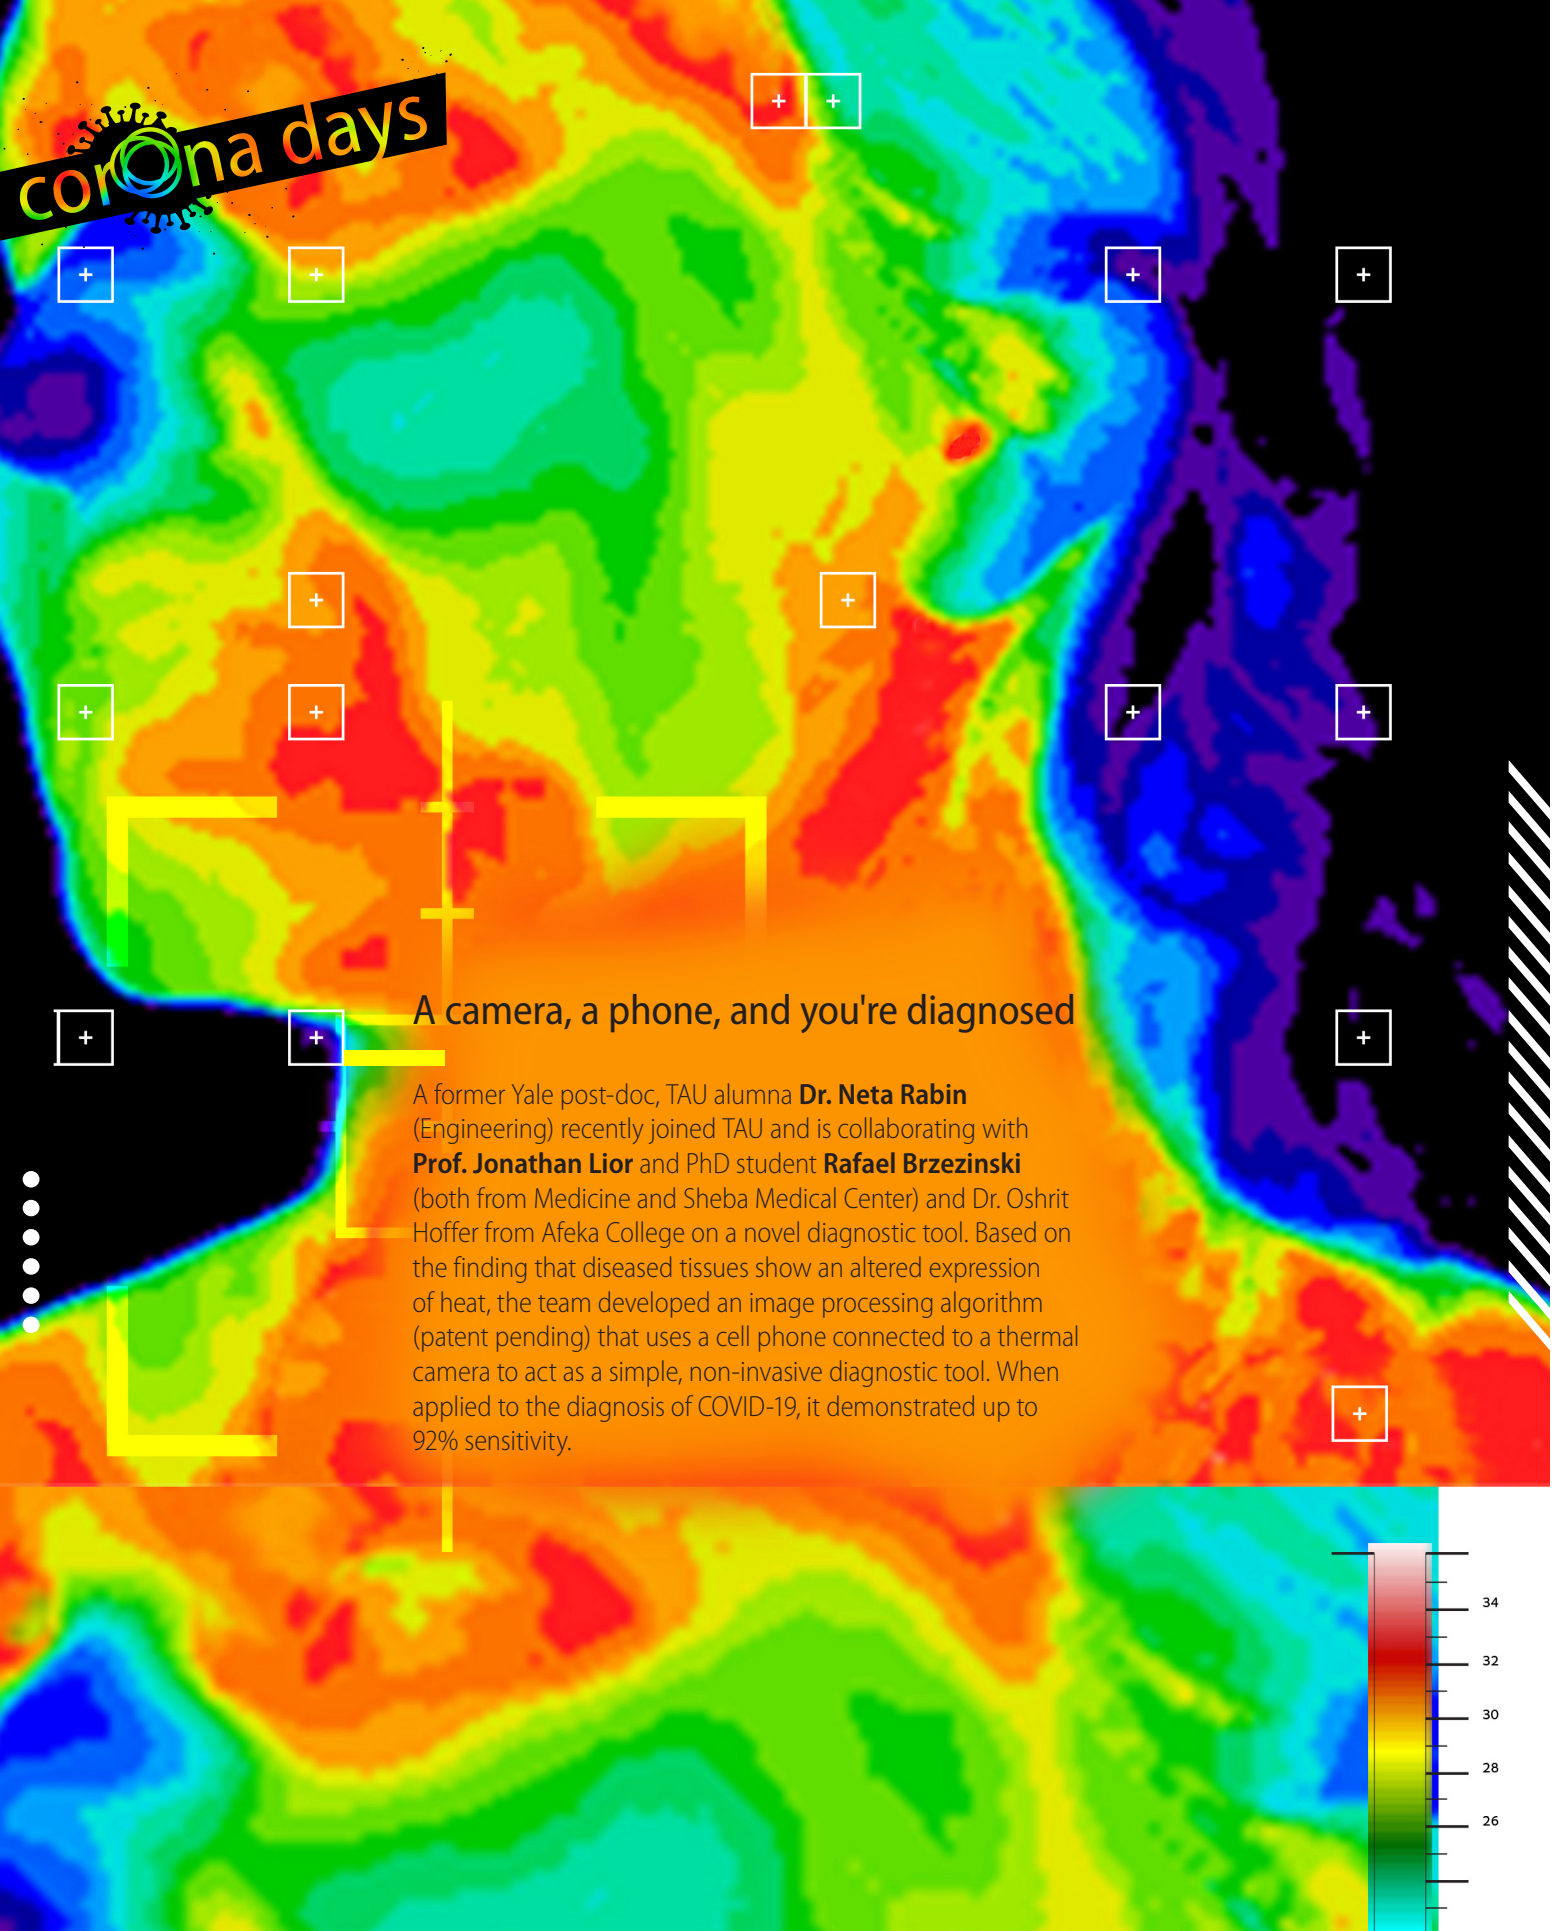 corona days
A camera, a phone, and you're diagnosed
A former Yale post-doc, TAU alumna Dr. Neta Rabin
(Engineering) recently joined TAU and is collaborating with
Prof. Jonathan Lior and PhD student Rafael Brzezinski
(both from Medicine and Sheba Medical Center) and Dr. Oshrit
Hoffer from Afeka College on a novel diagnostic tool. Based on
the finding that diseased tissues show an altered expression
of heat, the team developed an image processing algorithm
(patent pending) that uses a cell phone connected to a thermal
camera to act as a simple, non-invasive diagnostic tool. When
applied to the diagnosis of COVID-19, it demonstrated up to
92% sensitivity.
34
32
30
28
26